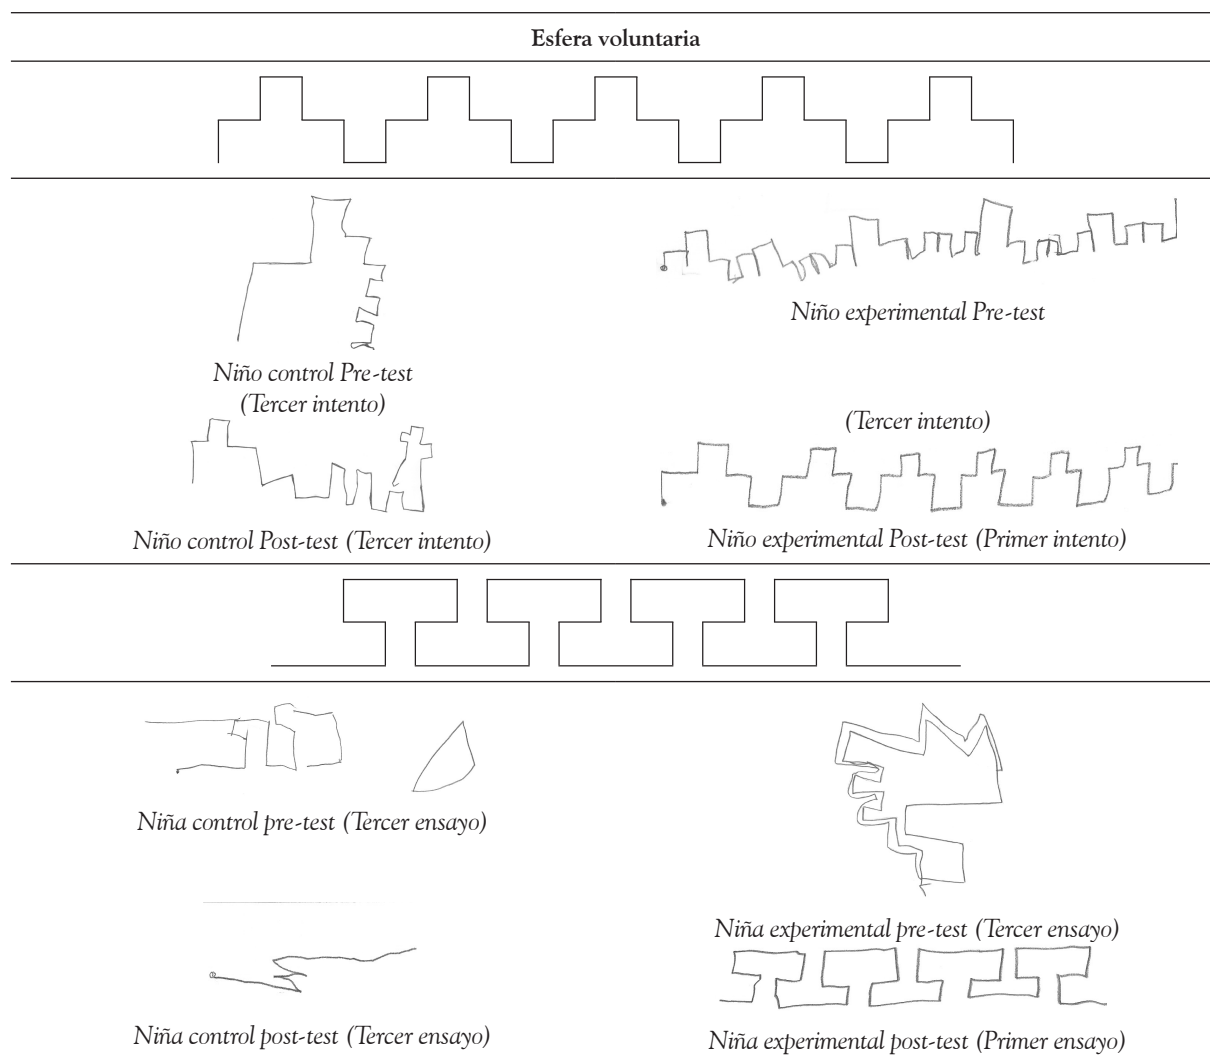 Esfera voluntaria
Niño experimental Pre-test
Niño control Pre-test
(Tercer intento)
(Tercer intento)
Niño control Post-test (Tercer intento)
Niño experimental Post-test (Primer intento)
Niña control pre-test (Tercer ensayo)
Niña experimental pre-test (Tercer ensayo)
Niña control post-test (Tercer ensayo)
Niña experimental post-test (Primer ensayo)